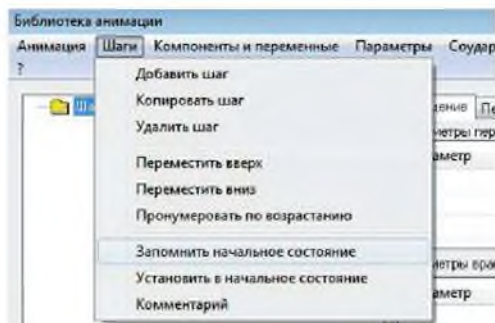 Библиотека анимации
Анимация Шаги Компоненты и переменные Параметры Соудар
?
Добавить шаг
Копировать шаг
Удалить шаг
Переместить вверх
Переместить вниз
Пронумеровать по возрастанию
Запомнить начальное состояние
Установить в начальное состояние
Комментарий